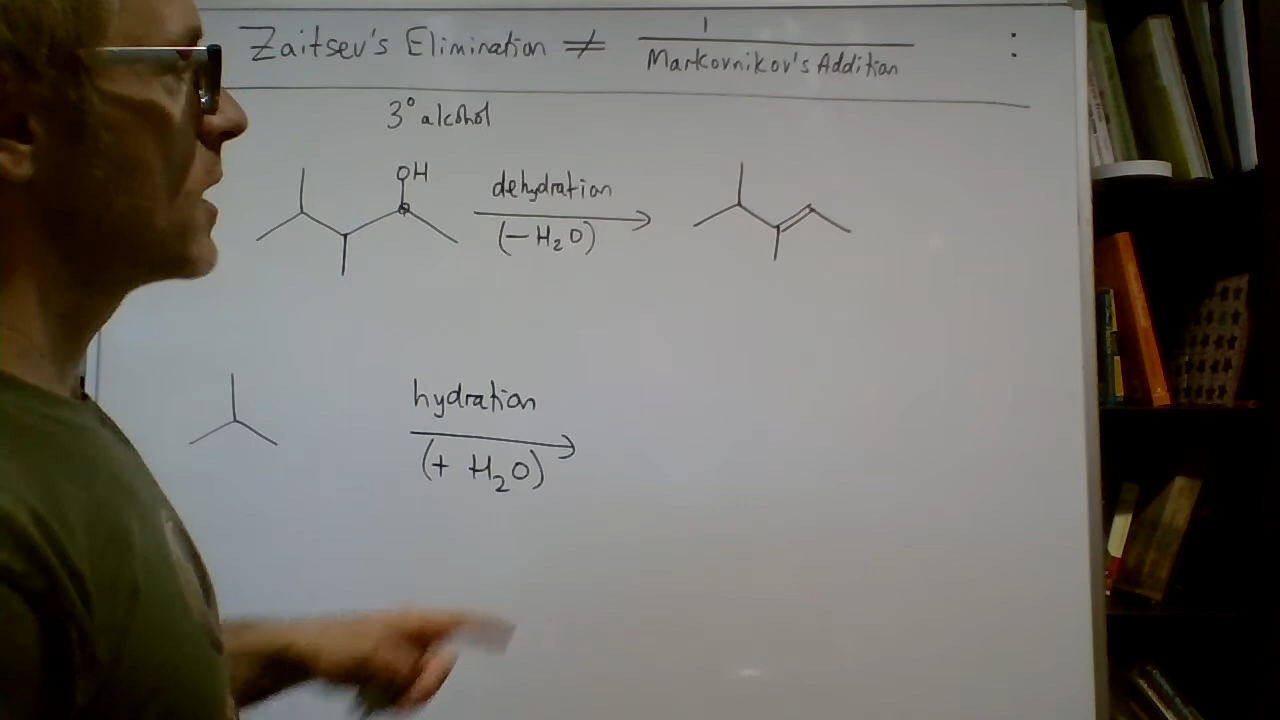 Zaitsev's Elimination ≠ 1 / Markovnikov's Addition :
3° alcohol
OH
dehydration
(− H₂O)
hydration
(+ H₂O)